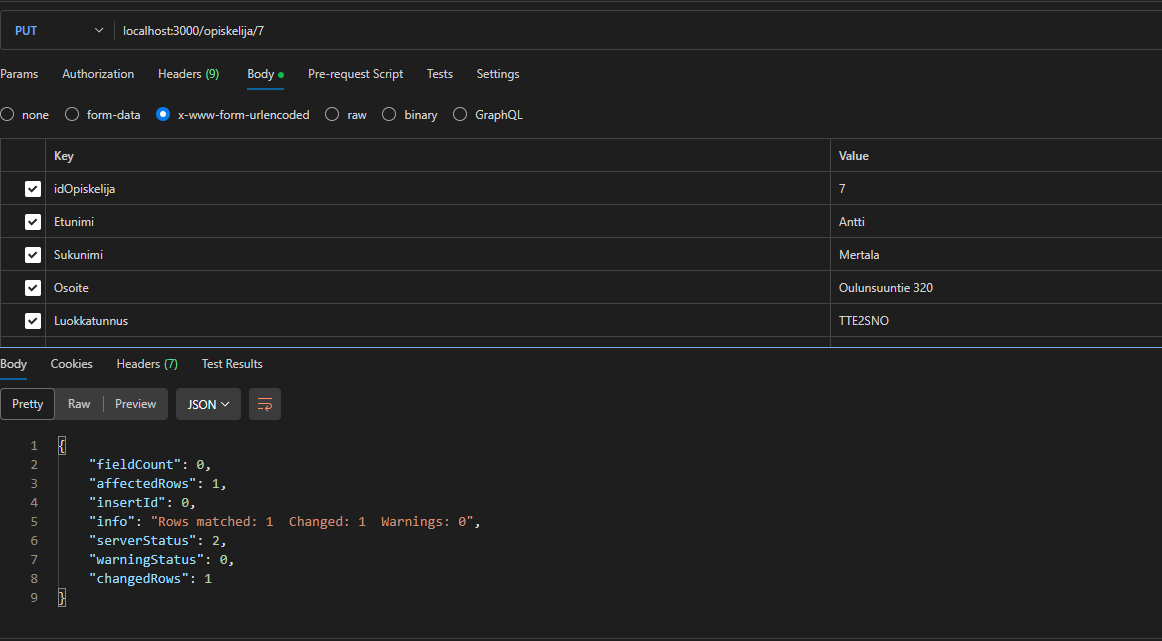 PUT localhost:3000/opiskelija/7
Params Authorization Headers (9) Body Pre-request Script Tests Settings
none form-data x-www-form-urlencoded raw binary GraphQL
Key Value
idOpiskelija 7
Etunimi Antti
Sukunimi Mertala
Osoite Oulunsuuntie 320
Luokkatunnus TTE2SNO
Body Cookies Headers (7) Test Results
Pretty Raw Preview JSON
1 {
2 "fieldCount": 0,
3 "affectedRows": 1,
4 "insertId": 0,
5 "info": "Rows matched: 1  Changed: 1  Warnings: 0",
6 "serverStatus": 2,
7 "warningStatus": 0,
8 "changedRows": 1
9 }